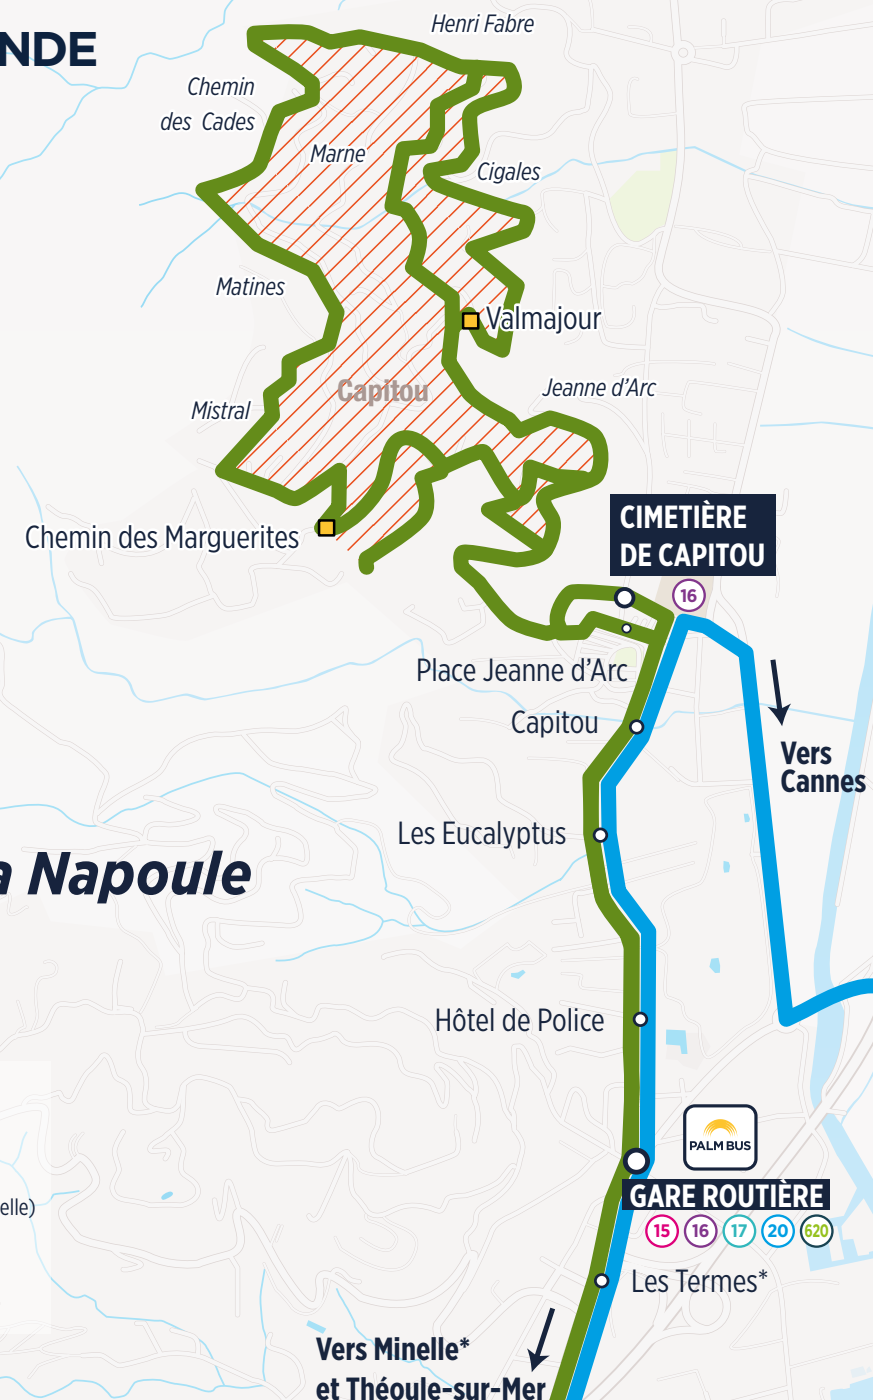 NDE
Henri Fabre
Chemin
des Cades
Marne
Cigales
Matines
Valmajour
Capitou
Jeanne d'Arc
Mistral
Chemin des Marguerites
CIMETIÈRE
DE CAPITOU
16
Place Jeanne d'Arc
Capitou
Vers
Cannes
Les Eucalyptus
a Napoule
Hôtel de Police
PALM BUS
GARE ROUTIÈRE
elle)
15 16 17 20 620
Les Termes*
Vers Minelle*
et Théoule-sur-Mer